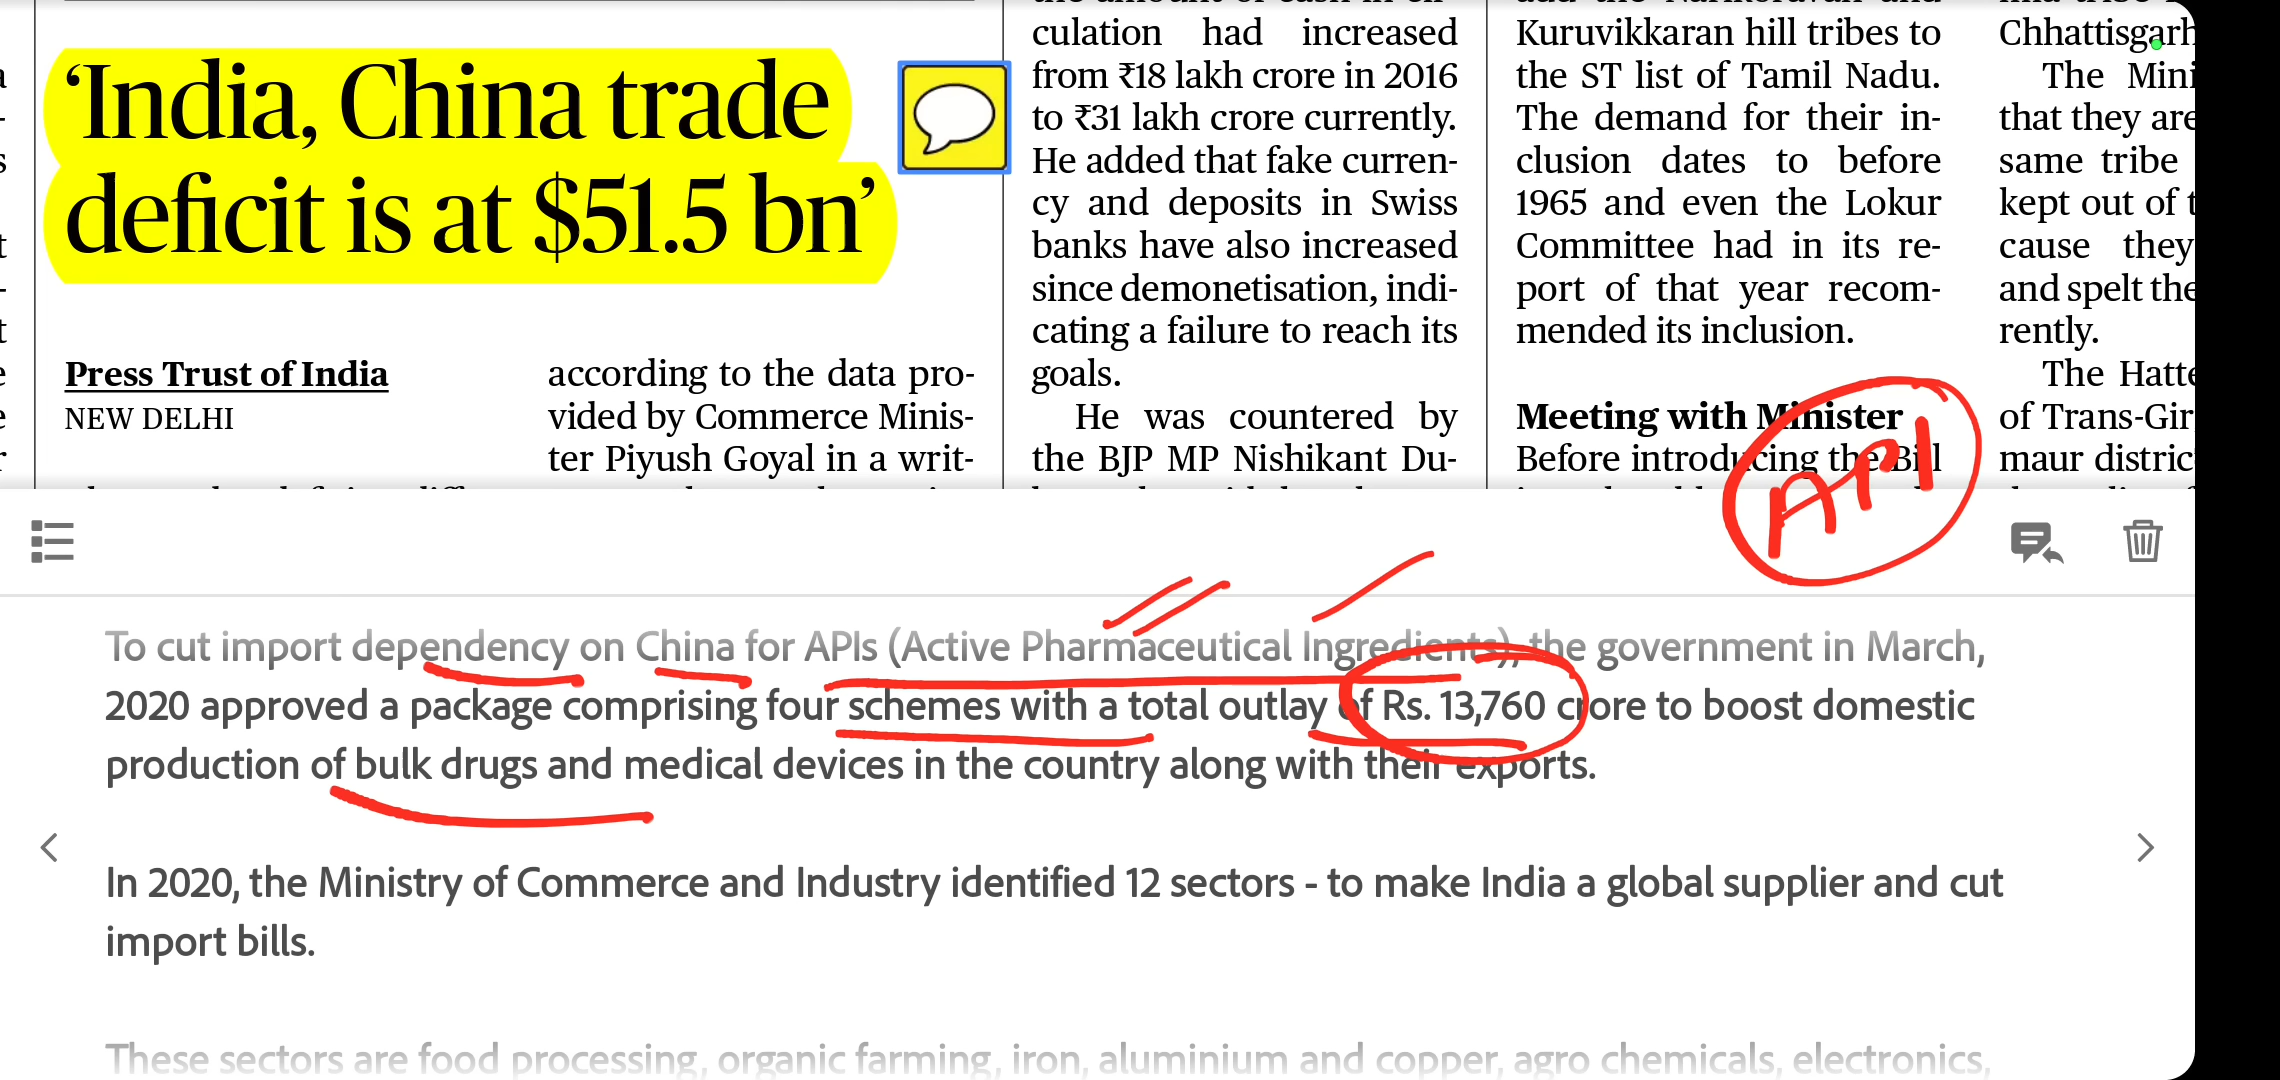 ‘India, China trade
deficit is at $51.5 bn’
Press Trust of India
NEW DELHI
according to the data pro-
vided by Commerce Minis-
ter Piyush Goyal in a writ-
culation had increased
from ₹18 lakh crore in 2016
to ₹31 lakh crore currently.
He added that fake curren-
cy and deposits in Swiss
banks have also increased
since demonetisation, indi-
cating a failure to reach its
goals.
He was countered by
the BJP MP Nishikant Du-
Kuruvikkaran hill tribes to
the ST list of Tamil Nadu.
The demand for their in-
clusion dates to before
1965 and even the Lokur
Committee had in its re-
port of that year recom-
mended its inclusion.
Meeting with Minister
Before introducing the Bill
Chhattisgarh
The Mini
that they are
same tribe
kept out of t
cause they
and spelt the
rently.
The Hatte
of Trans-Gir
maur distric
API
To cut import dependency on China for APIs (Active Pharmaceutical Ingredients), the government in March,
2020 approved a package comprising four schemes with a total outlay of Rs. 13,760 crore to boost domestic
production of bulk drugs and medical devices in the country along with their exports.
In 2020, the Ministry of Commerce and Industry identified 12 sectors - to make India a global supplier and cut
import bills.
These sectors are food processing, organic farming, iron, aluminium and copper, agro chemicals, electronics,